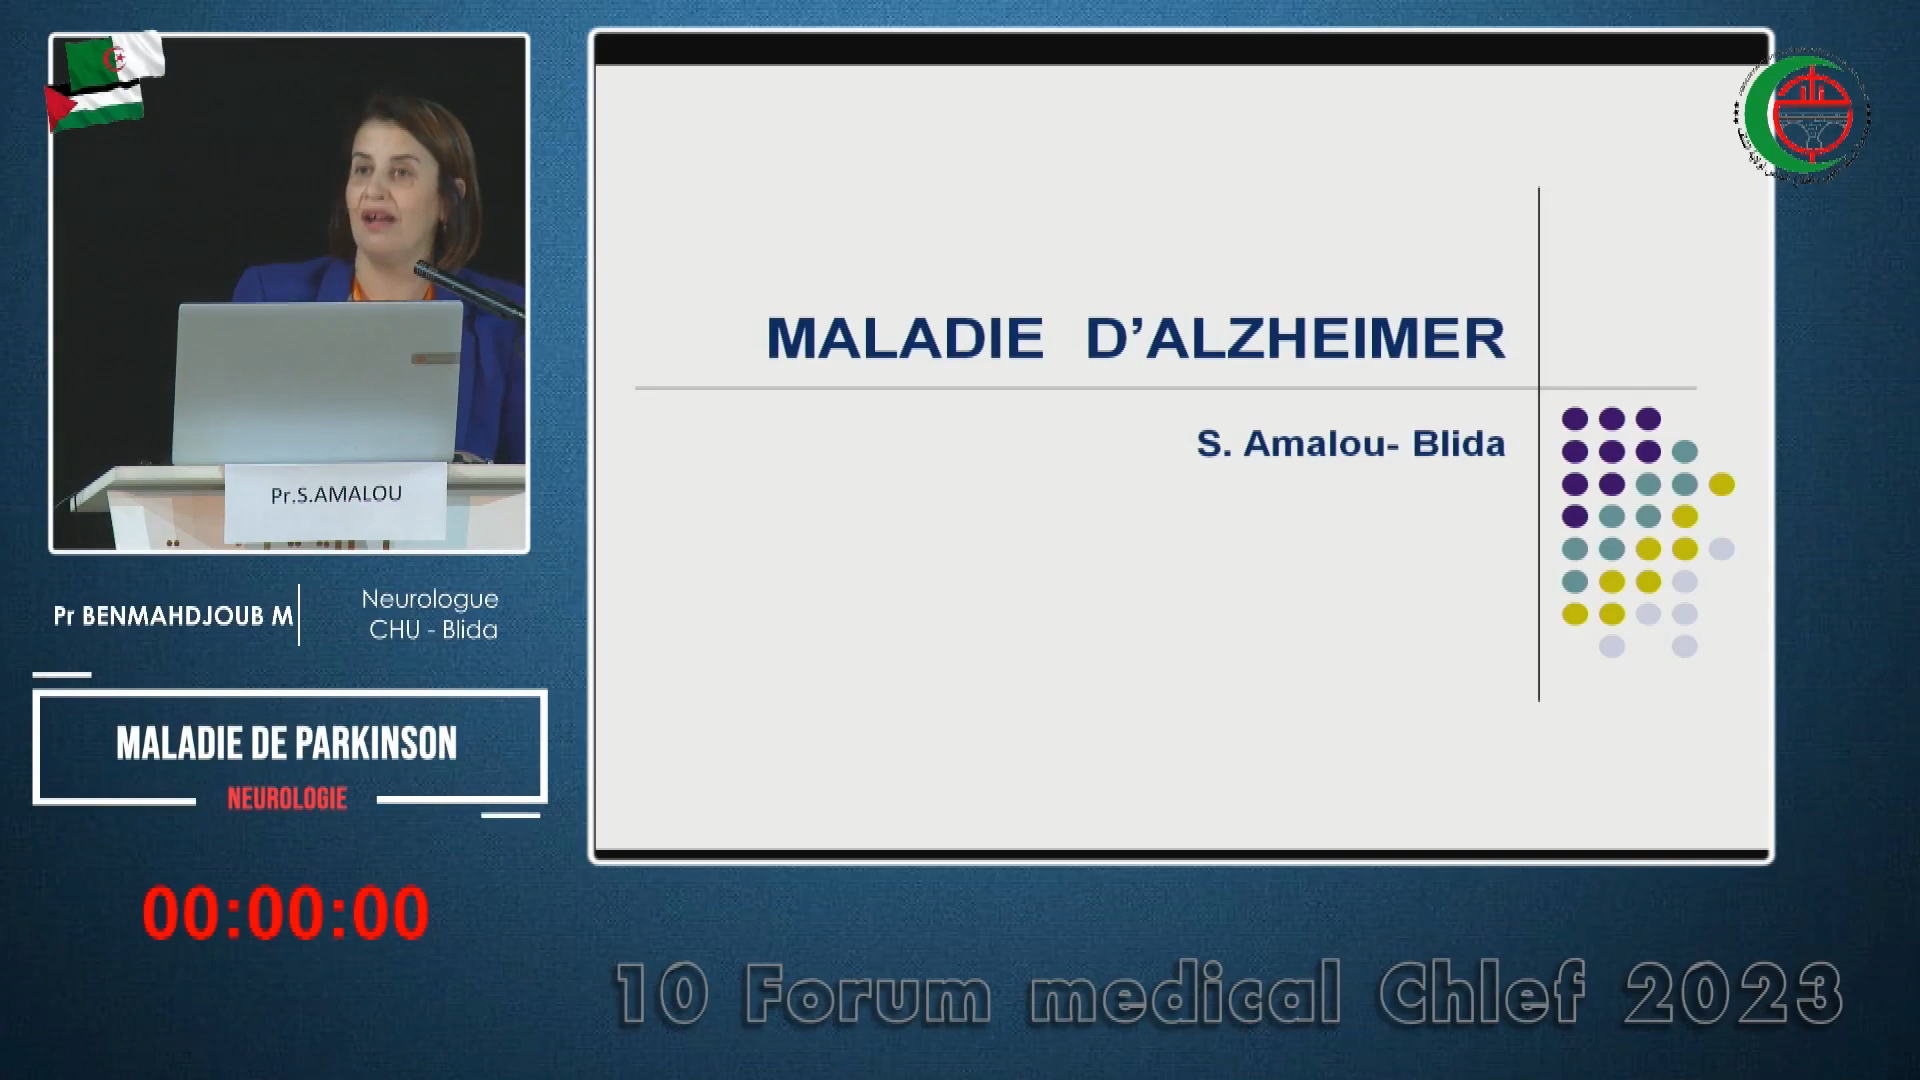 MALADIE D’ALZHEIMER
S. Amalou- Blida
Pr.S.AMALOU
Pr BENMAHDJOUB M
Neurologue
CHU - Blida
MALADIE DE PARKINSON
NEUROLOGIE
00:00:00
10 Forum medical Chlef 2023